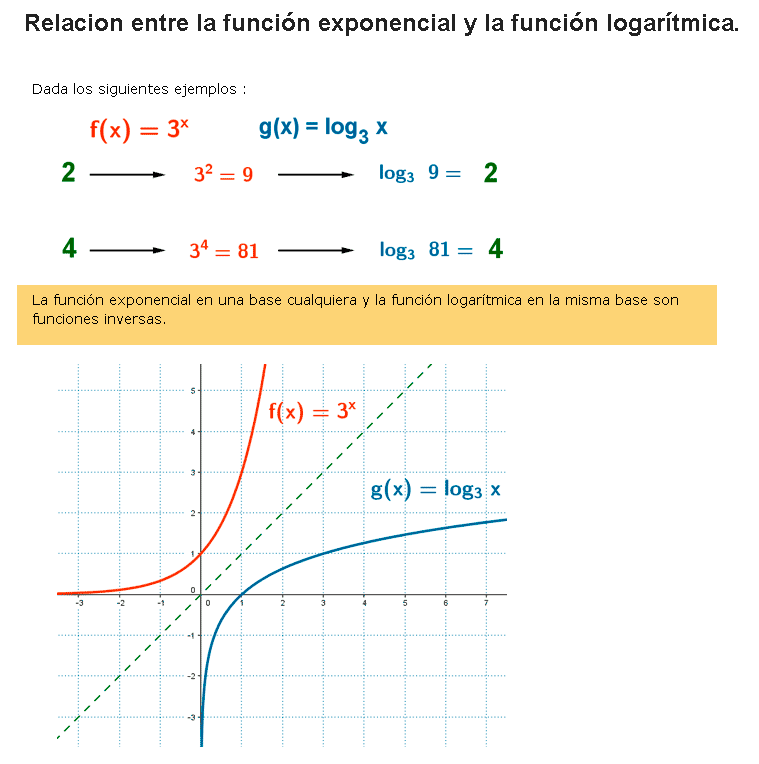 Relacion entre la función exponencial y la función logarítmica.
Dada los siguientes ejemplos :
f(x) = 3ˣ g(x) = log₃ x
2 3² = 9 log₃ 9 = 2
4 3⁴ = 81 log₃ 81 = 4
La función exponencial en una base cualquiera y la función logarítmica en la misma base son
funciones inversas.
5
f(x) = 3ˣ
4
3
g(x) = log₃ x
2
1
0
-3 -2 -1 0 1 2 3 4 5 6 7
-1
-2
-3